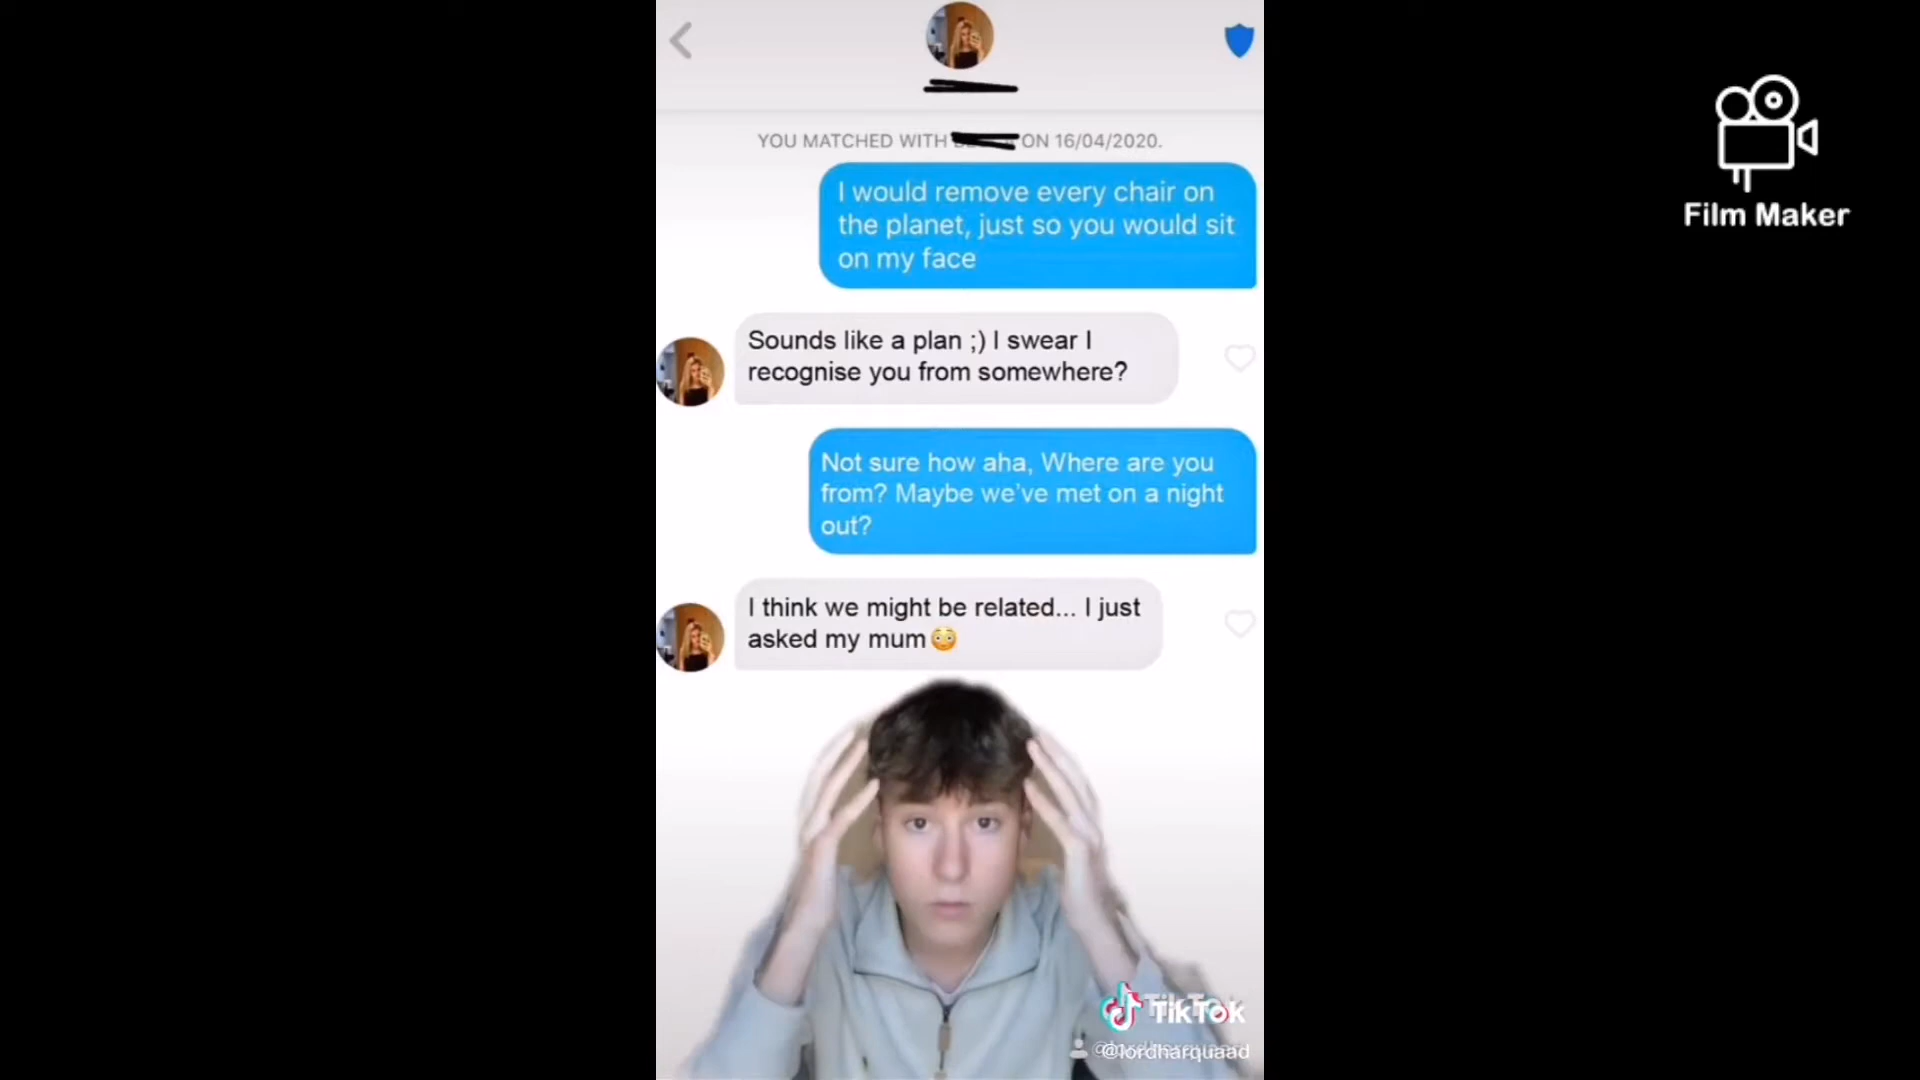 YOU MATCHED WITH ON 16/04/2020.
I would remove every chair on
the planet, just so you would sit
on my face
Sounds like a plan ;) I swear I
recognise you from somewhere?
Not sure how aha, Where are you
from? Maybe we've met on a night
out?
I think we might be related... I just
asked my mum😳
Film Maker
TikTok
@lordharquaad